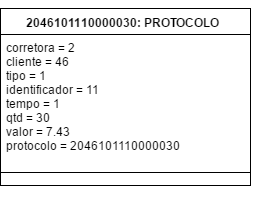 2046101110000030: PROTOCOLO
corretora = 2
cliente = 46
tipo = 1
identificador = 11
tempo = 1
qtd = 30
valor = 7.43
protocolo = 2046101110000030